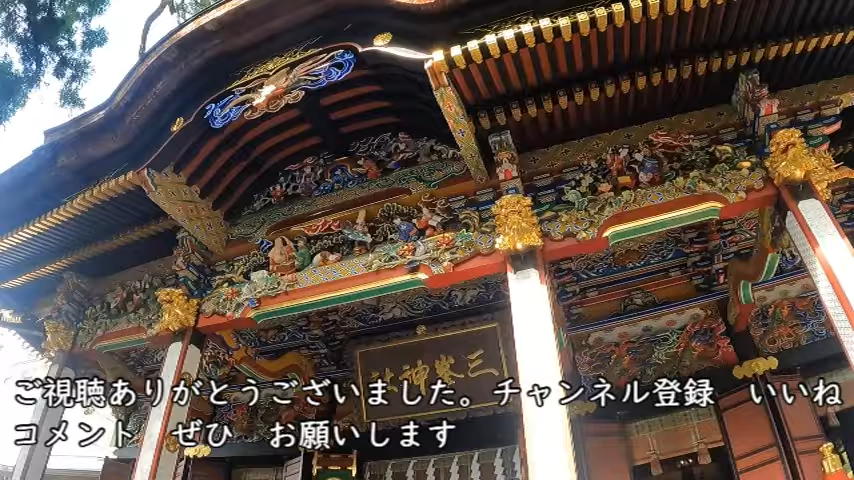 三峯神社
ご視聴ありがとうございました。チャンネル登録　いいね
コメント　ぜひ　お願いします